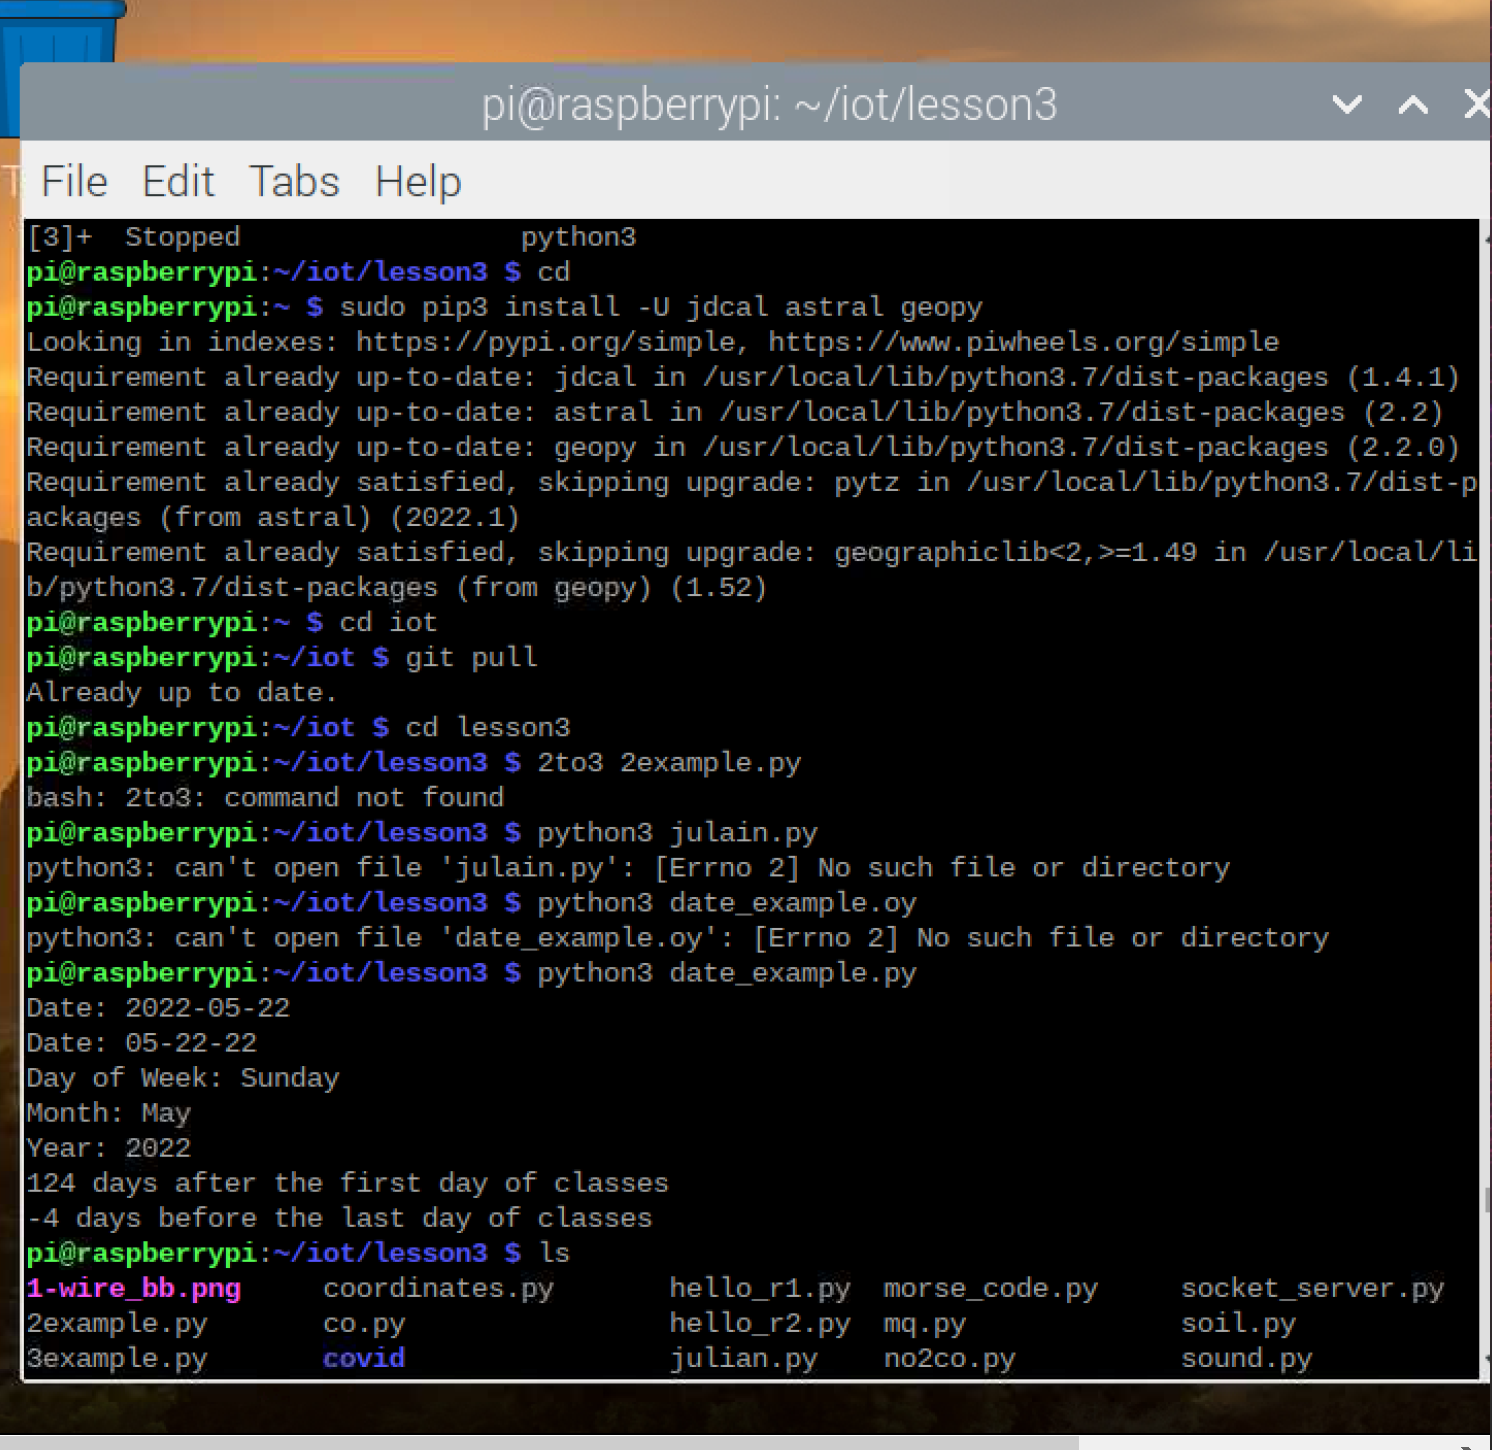 pi@raspberrypi: ~/iot/lesson3
File Edit Tabs Help
[3]+  Stopped                 python3
pi@raspberrypi:~/iot/lesson3 $ cd
pi@raspberrypi:~ $ sudo pip3 install -U jdcal astral geopy
Looking in indexes: https://pypi.org/simple, https://www.piwheels.org/simple
Requirement already up-to-date: jdcal in /usr/local/lib/python3.7/dist-packages (1.4.1)
Requirement already up-to-date: astral in /usr/local/lib/python3.7/dist-packages (2.2)
Requirement already up-to-date: geopy in /usr/local/lib/python3.7/dist-packages (2.2.0)
Requirement already satisfied, skipping upgrade: pytz in /usr/local/lib/python3.7/dist-p
ackages (from astral) (2022.1)
Requirement already satisfied, skipping upgrade: geographiclib<2,>=1.49 in /usr/local/li
b/python3.7/dist-packages (from geopy) (1.52)
pi@raspberrypi:~ $ cd iot
pi@raspberrypi:~/iot $ git pull
Already up to date.
pi@raspberrypi:~/iot $ cd lesson3
pi@raspberrypi:~/iot/lesson3 $ 2to3 2example.py
bash: 2to3: command not found
pi@raspberrypi:~/iot/lesson3 $ python3 julain.py
python3: can't open file 'julain.py': [Errno 2] No such file or directory
pi@raspberrypi:~/iot/lesson3 $ python3 date_example.oy
python3: can't open file 'date_example.oy': [Errno 2] No such file or directory
pi@raspberrypi:~/iot/lesson3 $ python3 date_example.py
Date: 2022-05-22
Date: 05-22-22
Day of Week: Sunday
Month: May
Year: 2022
124 days after the first day of classes
-4 days before the last day of classes
pi@raspberrypi:~/iot/lesson3 $ ls
1-wire_bb.png     coordinates.py       hello_r1.py  morse_code.py     socket_server.py
2example.py       co.py                hello_r2.py  mq.py             soil.py
3example.py       covid                julian.py    no2co.py          sound.py